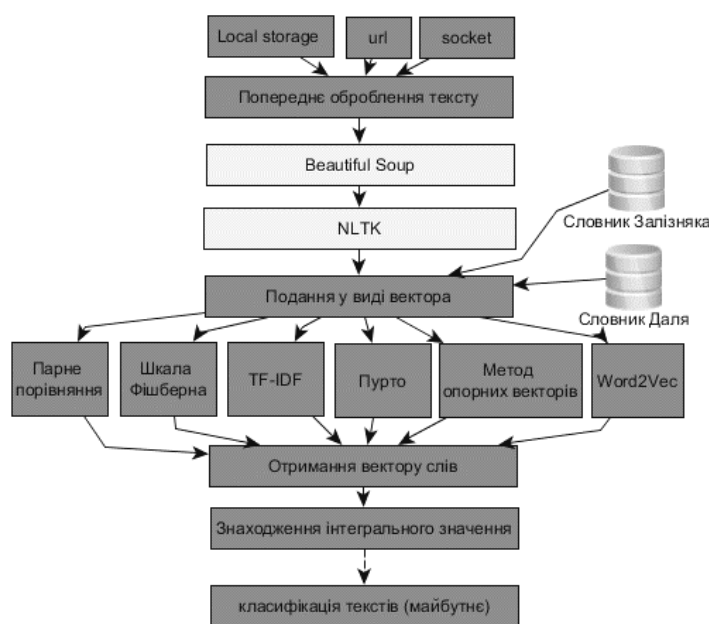 Local storage
url
socket
Попереднє оброблення тексту
Beautiful Soup
NLTK
Словник Залізняка
Словник Даля
Подання у виді вектора
Парне
порівняння
Шкала
Фішберна
TF-IDF
Пурто
Метод
опорних векторів
Word2Vec
Отримання вектору слів
Знаходження інтегрального значення
класифікація текстів (майбутнє)